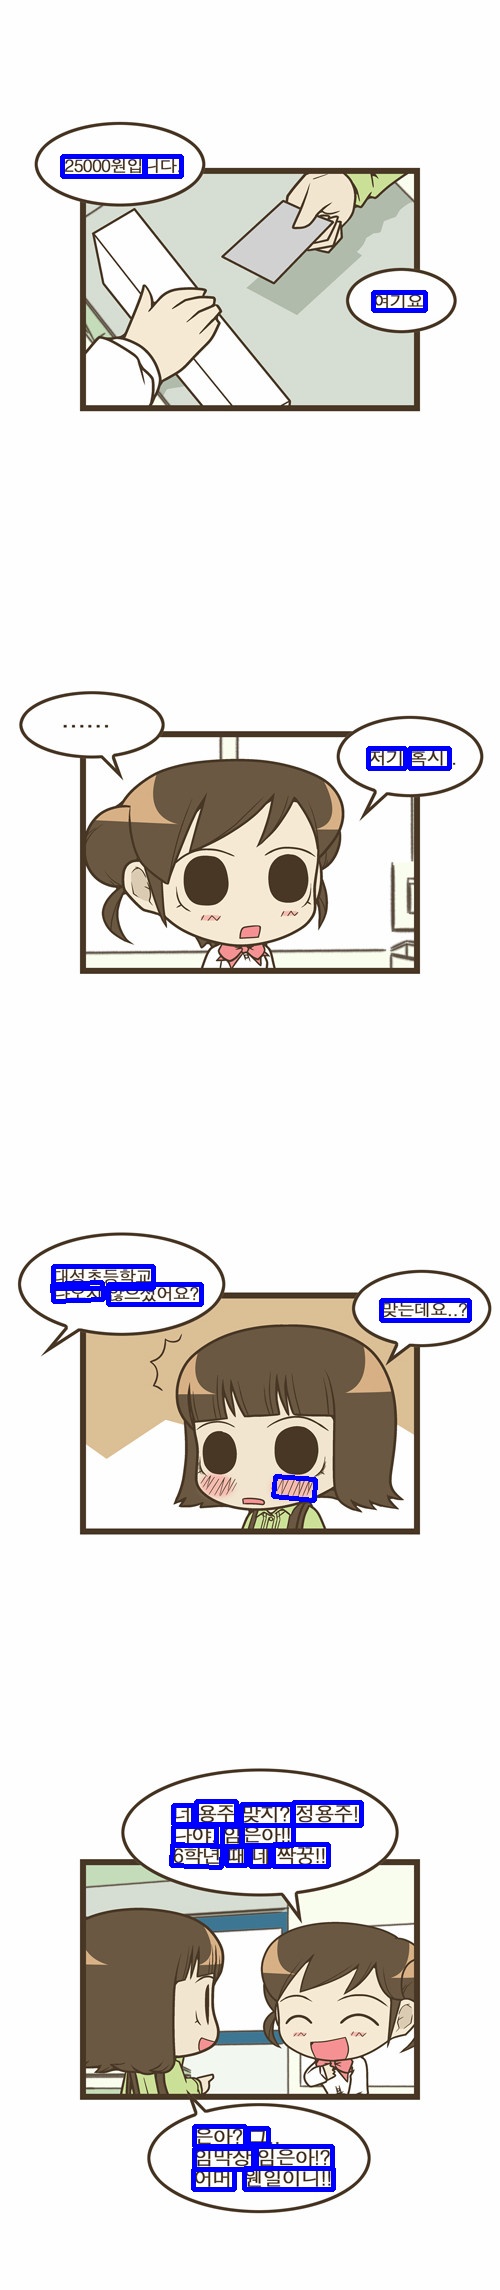 25000원입니다.
여기요
……
저기 혹시..
대성초등학교
나오지 않으셨어요?
맞는데요..?
너 용주 맞지? 정용주!
나야, 임은아!!
6학년 때 네 짝꿍!!
은아? 그..
임은아!?
어머, 웬일이니!!